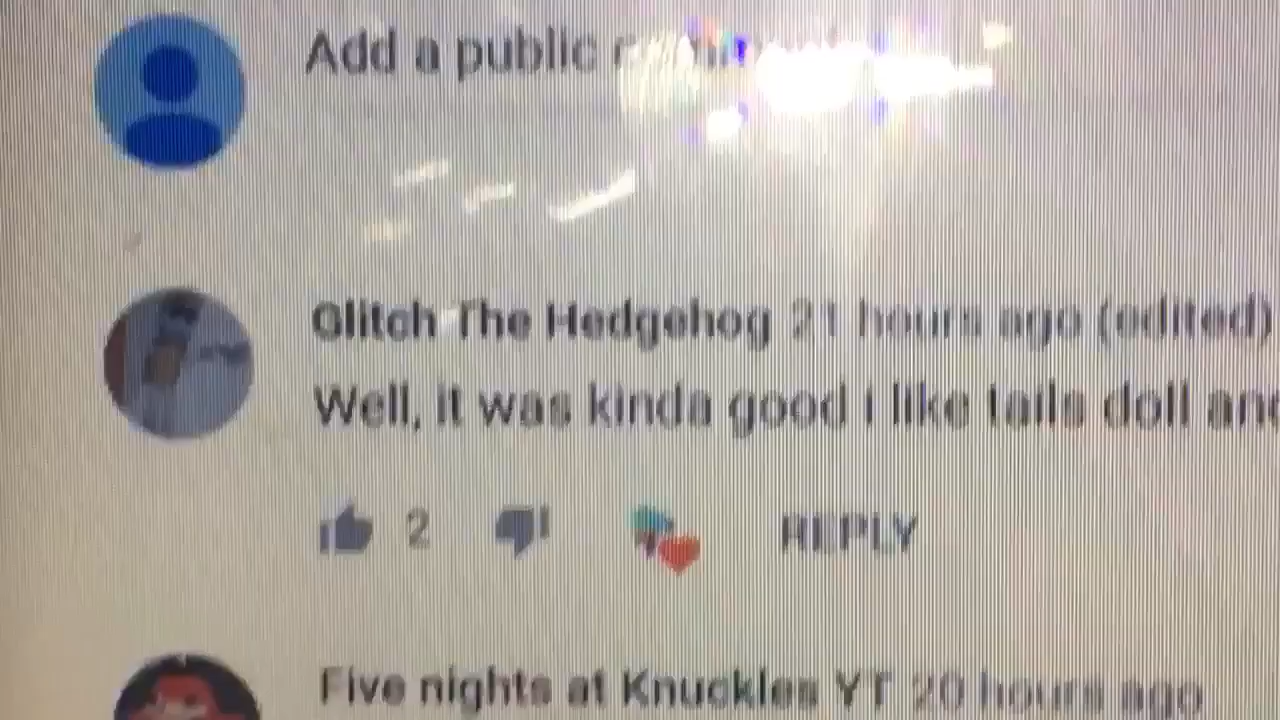 Add a public
Glitch The Hedgehog 21 hours ago (edited)
Well, it was kinda good i like tails doll
2 REPLY
Five nights at Knuckles YT 20 hours ago